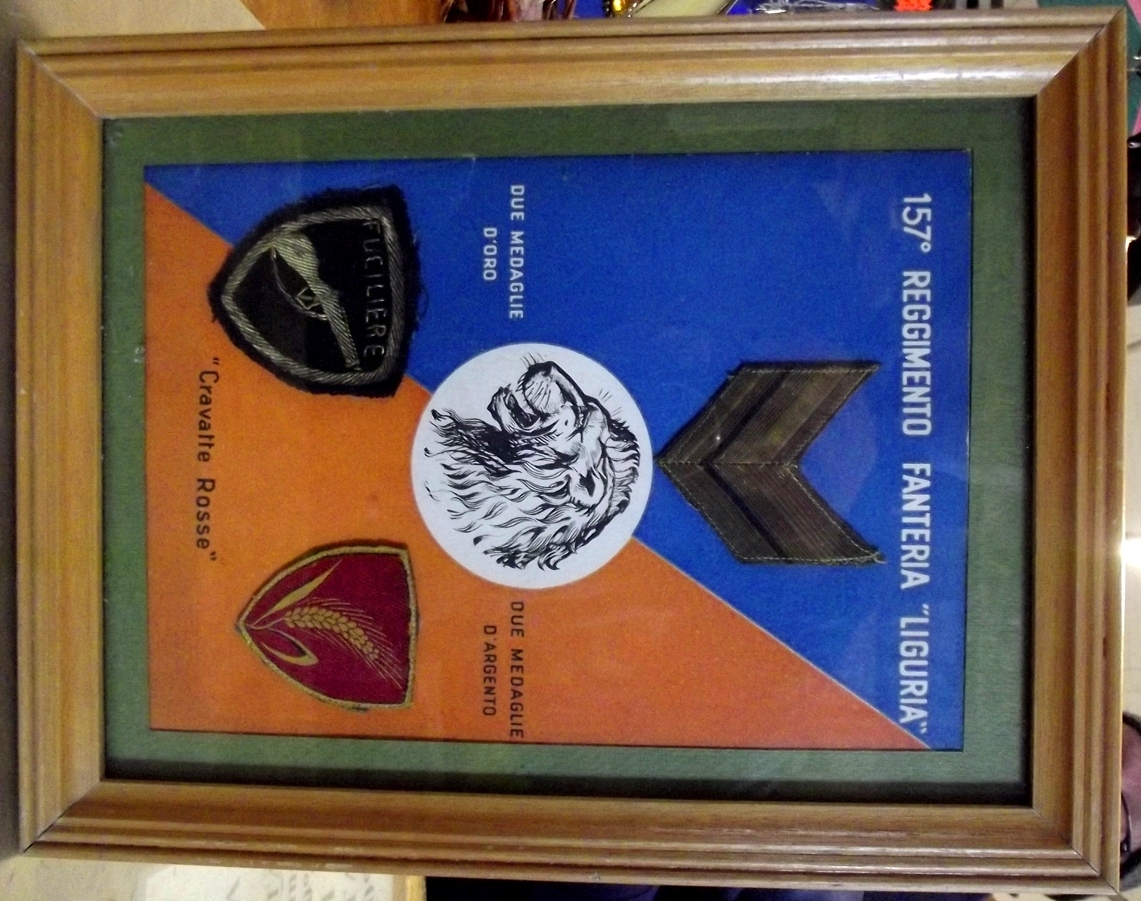 157° REGGIMENTO FANTERIA "LIGURIA"
DUE MEDAGLIE
D'ORO
DUE MEDAGLIE
D'ARGENTO
FUCILIERE
"Cravatte Rosse"